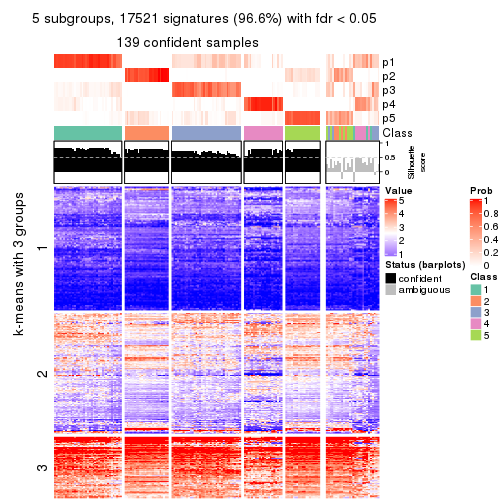 5 subgroups, 17521 signatures (96.6%) with fdr < 0.05
139 confident samples
p1
p2
p3
p4
p5
Class
1
0.5
0
Silhouette
score
k-means with 3 groups
1
2
3
Value
5
4
3
2
1
Status (barplots)
confident
ambiguous
Prob
1
0.8
0.6
0.4
0.2
0
Class
1
2
3
4
5